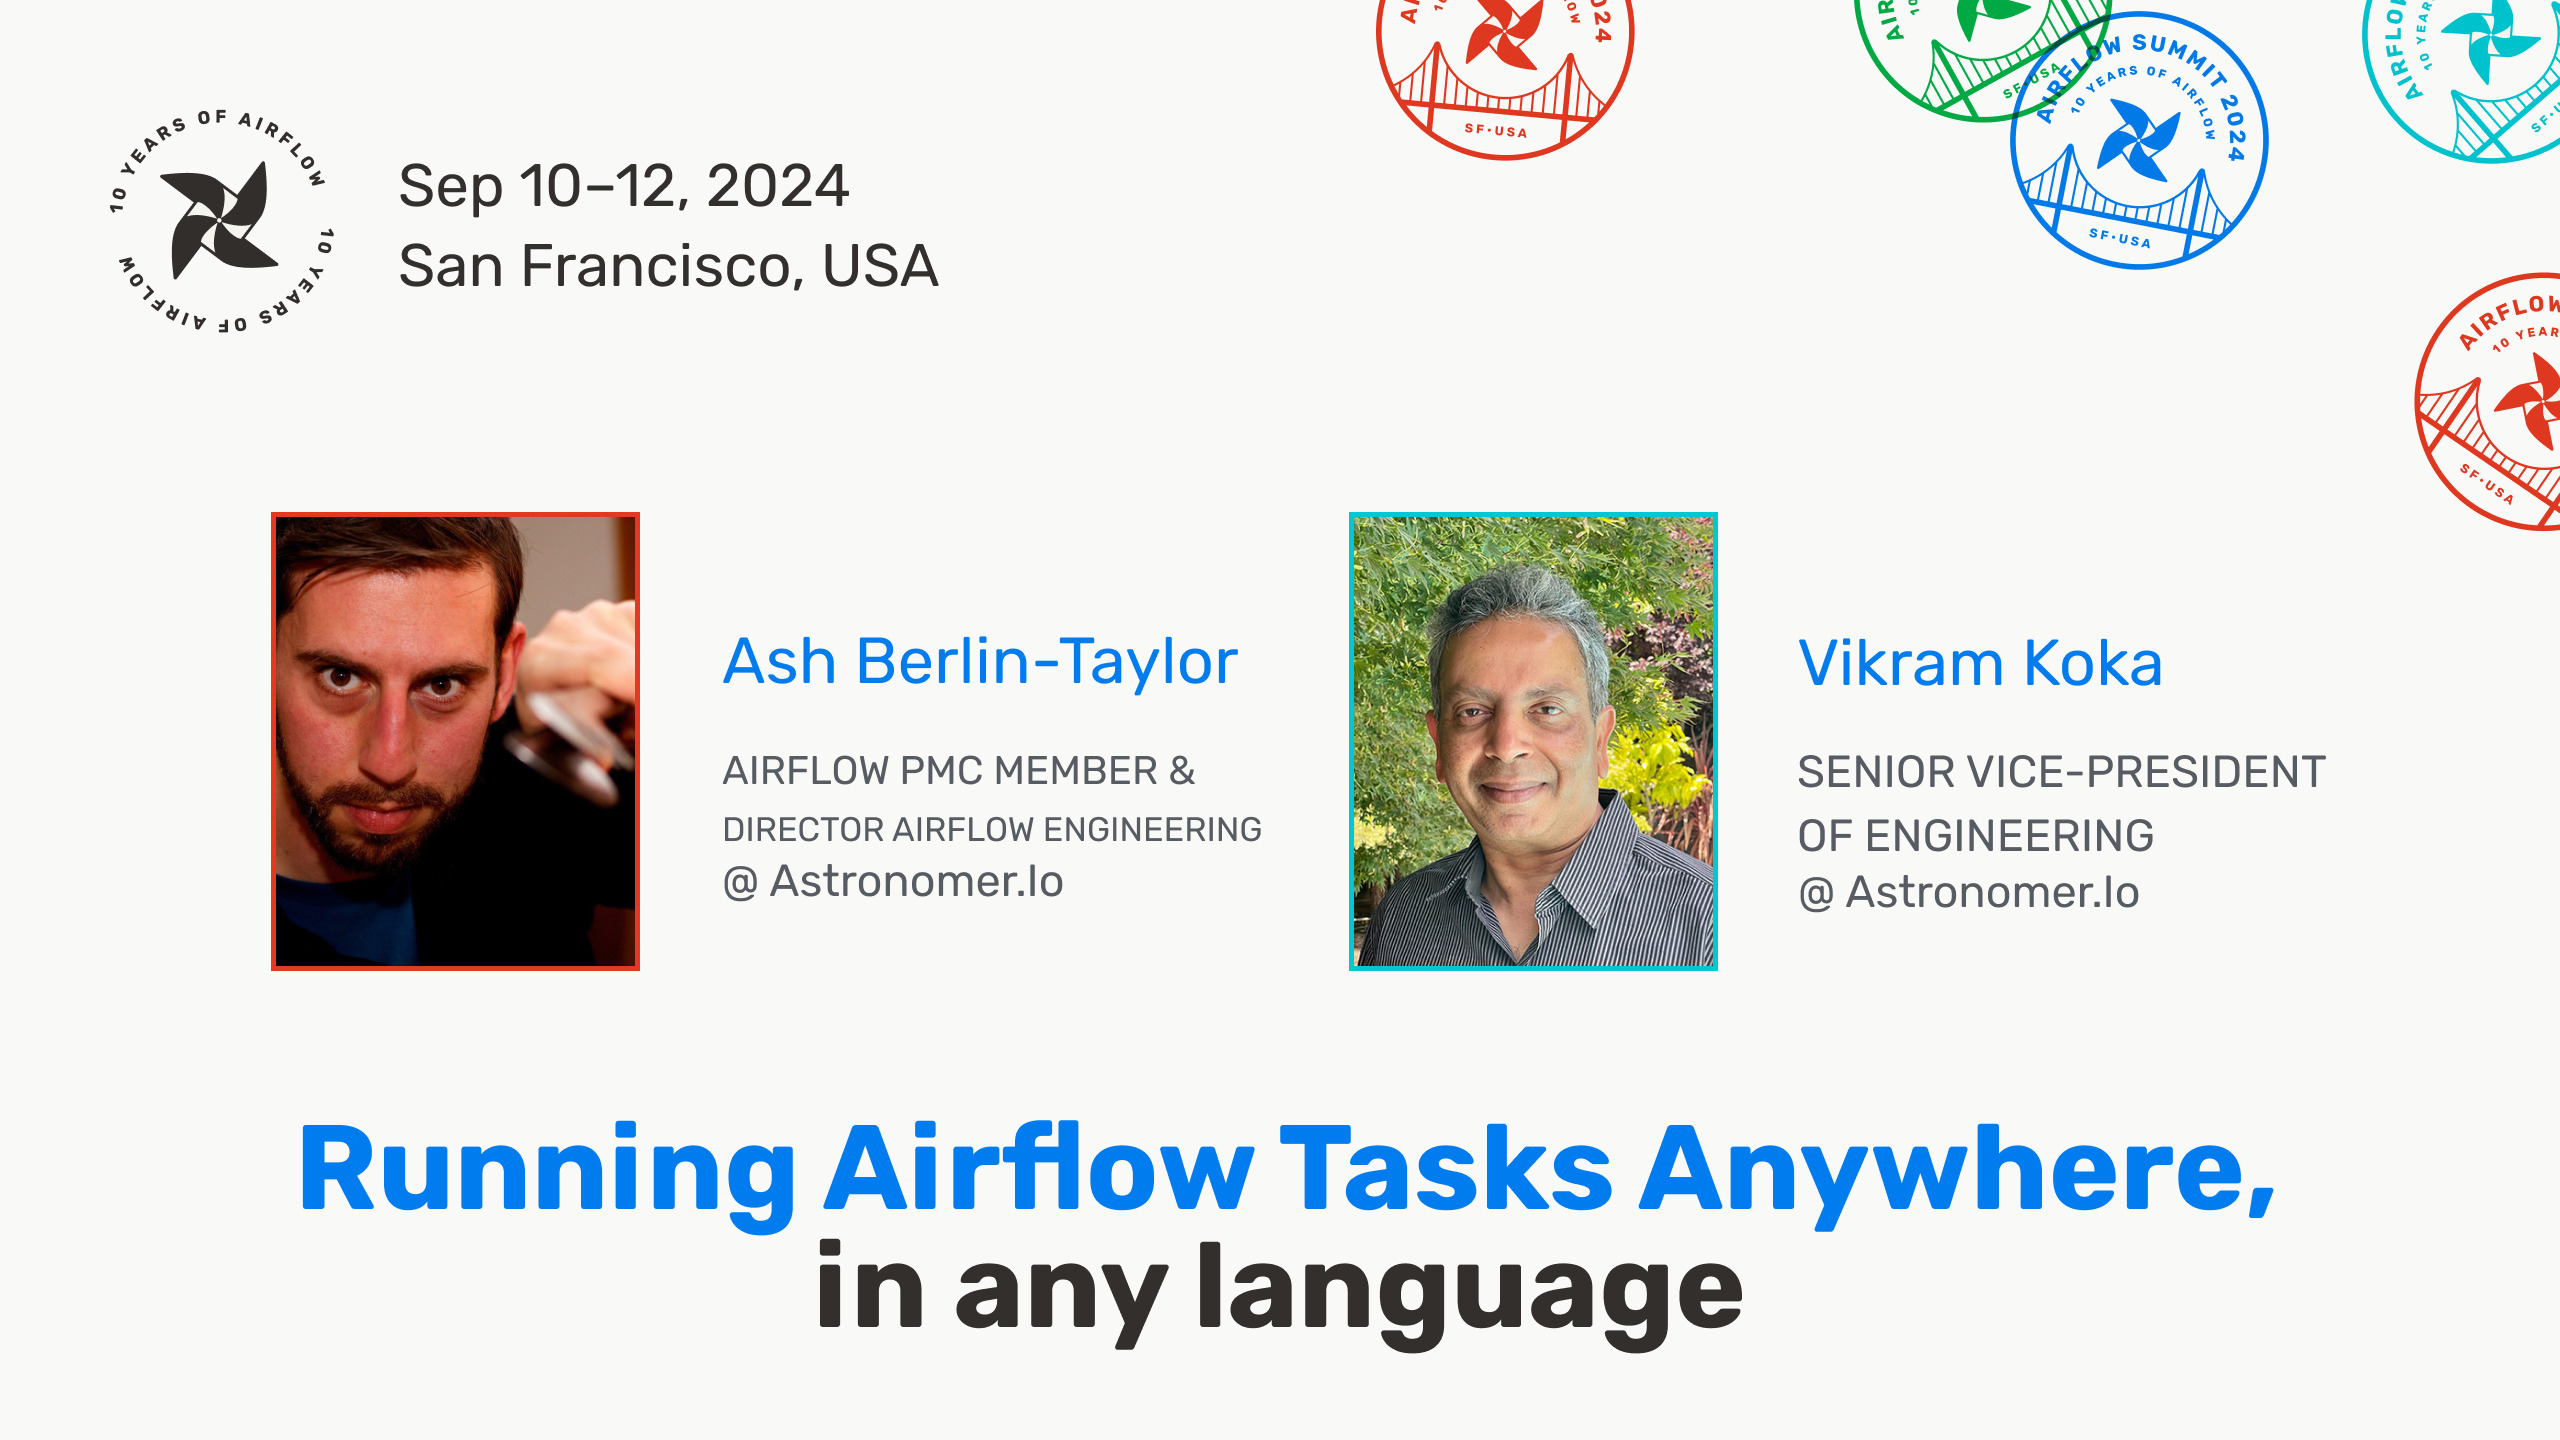 10 YEARS OF AIRFLOW
10 YEARS OF AIRFLOW
Sep 10–12, 2024
San Francisco, USA
SF•USA
SF•USA
AIRFLOW SUMMIT 2024
10 YEARS OF AIRFLOW
SF•USA
AIRFLOW
SF•USA
Ash Berlin-Taylor
AIRFLOW PMC MEMBER &
DIRECTOR AIRFLOW ENGINEERING
@ Astronomer.Io
Vikram Koka
SENIOR VICE-PRESIDENT
OF ENGINEERING
@ Astronomer.Io
Running Airflow Tasks Anywhere,
in any language